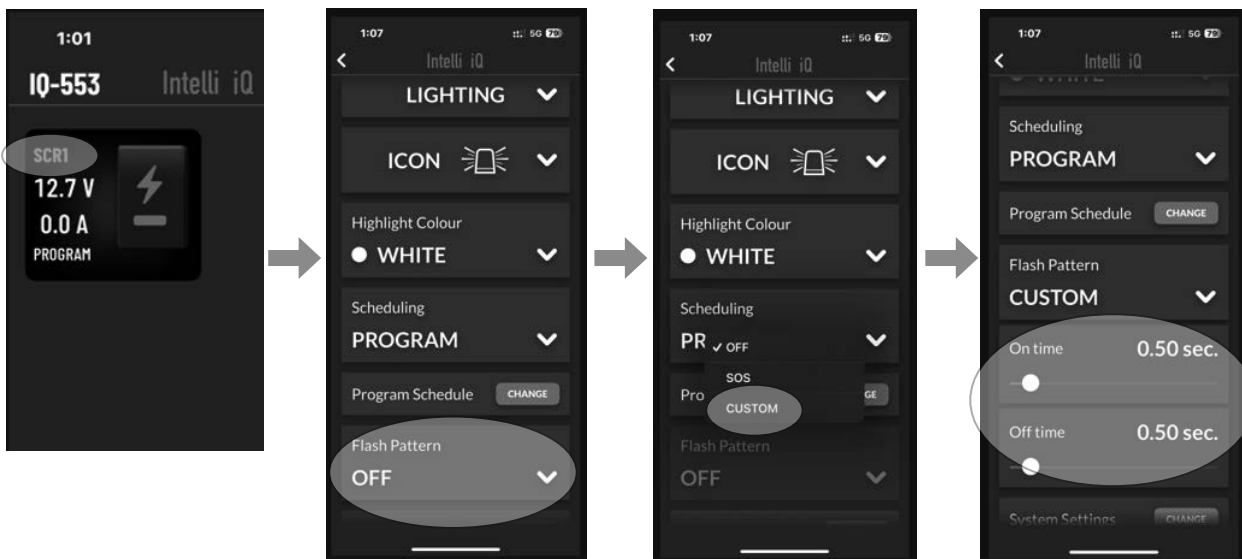 1:01
IQ-553 Intelli iQ
SCR1
12.7 V
0.0 A
PROGRAM
1:07 5G 70
Intelli iQ
LIGHTING
ICON
Highlight Colour
WHITE
Scheduling
PROGRAM
Program Schedule CHANGE
Flash Pattern
OFF
1:07 5G 70
Intelli iQ
LIGHTING
ICON
Highlight Colour
WHITE
Scheduling
PR
✓ OFF
SOS
Pro GE
CUSTOM
Flash Pattern
OFF
1:07 5G 70
Intelli iQ
WHITE
Scheduling
PROGRAM
Program Schedule CHANGE
Flash Pattern
CUSTOM
On time 0.50 sec.
Off time 0.50 sec.
System Settings CHANGE